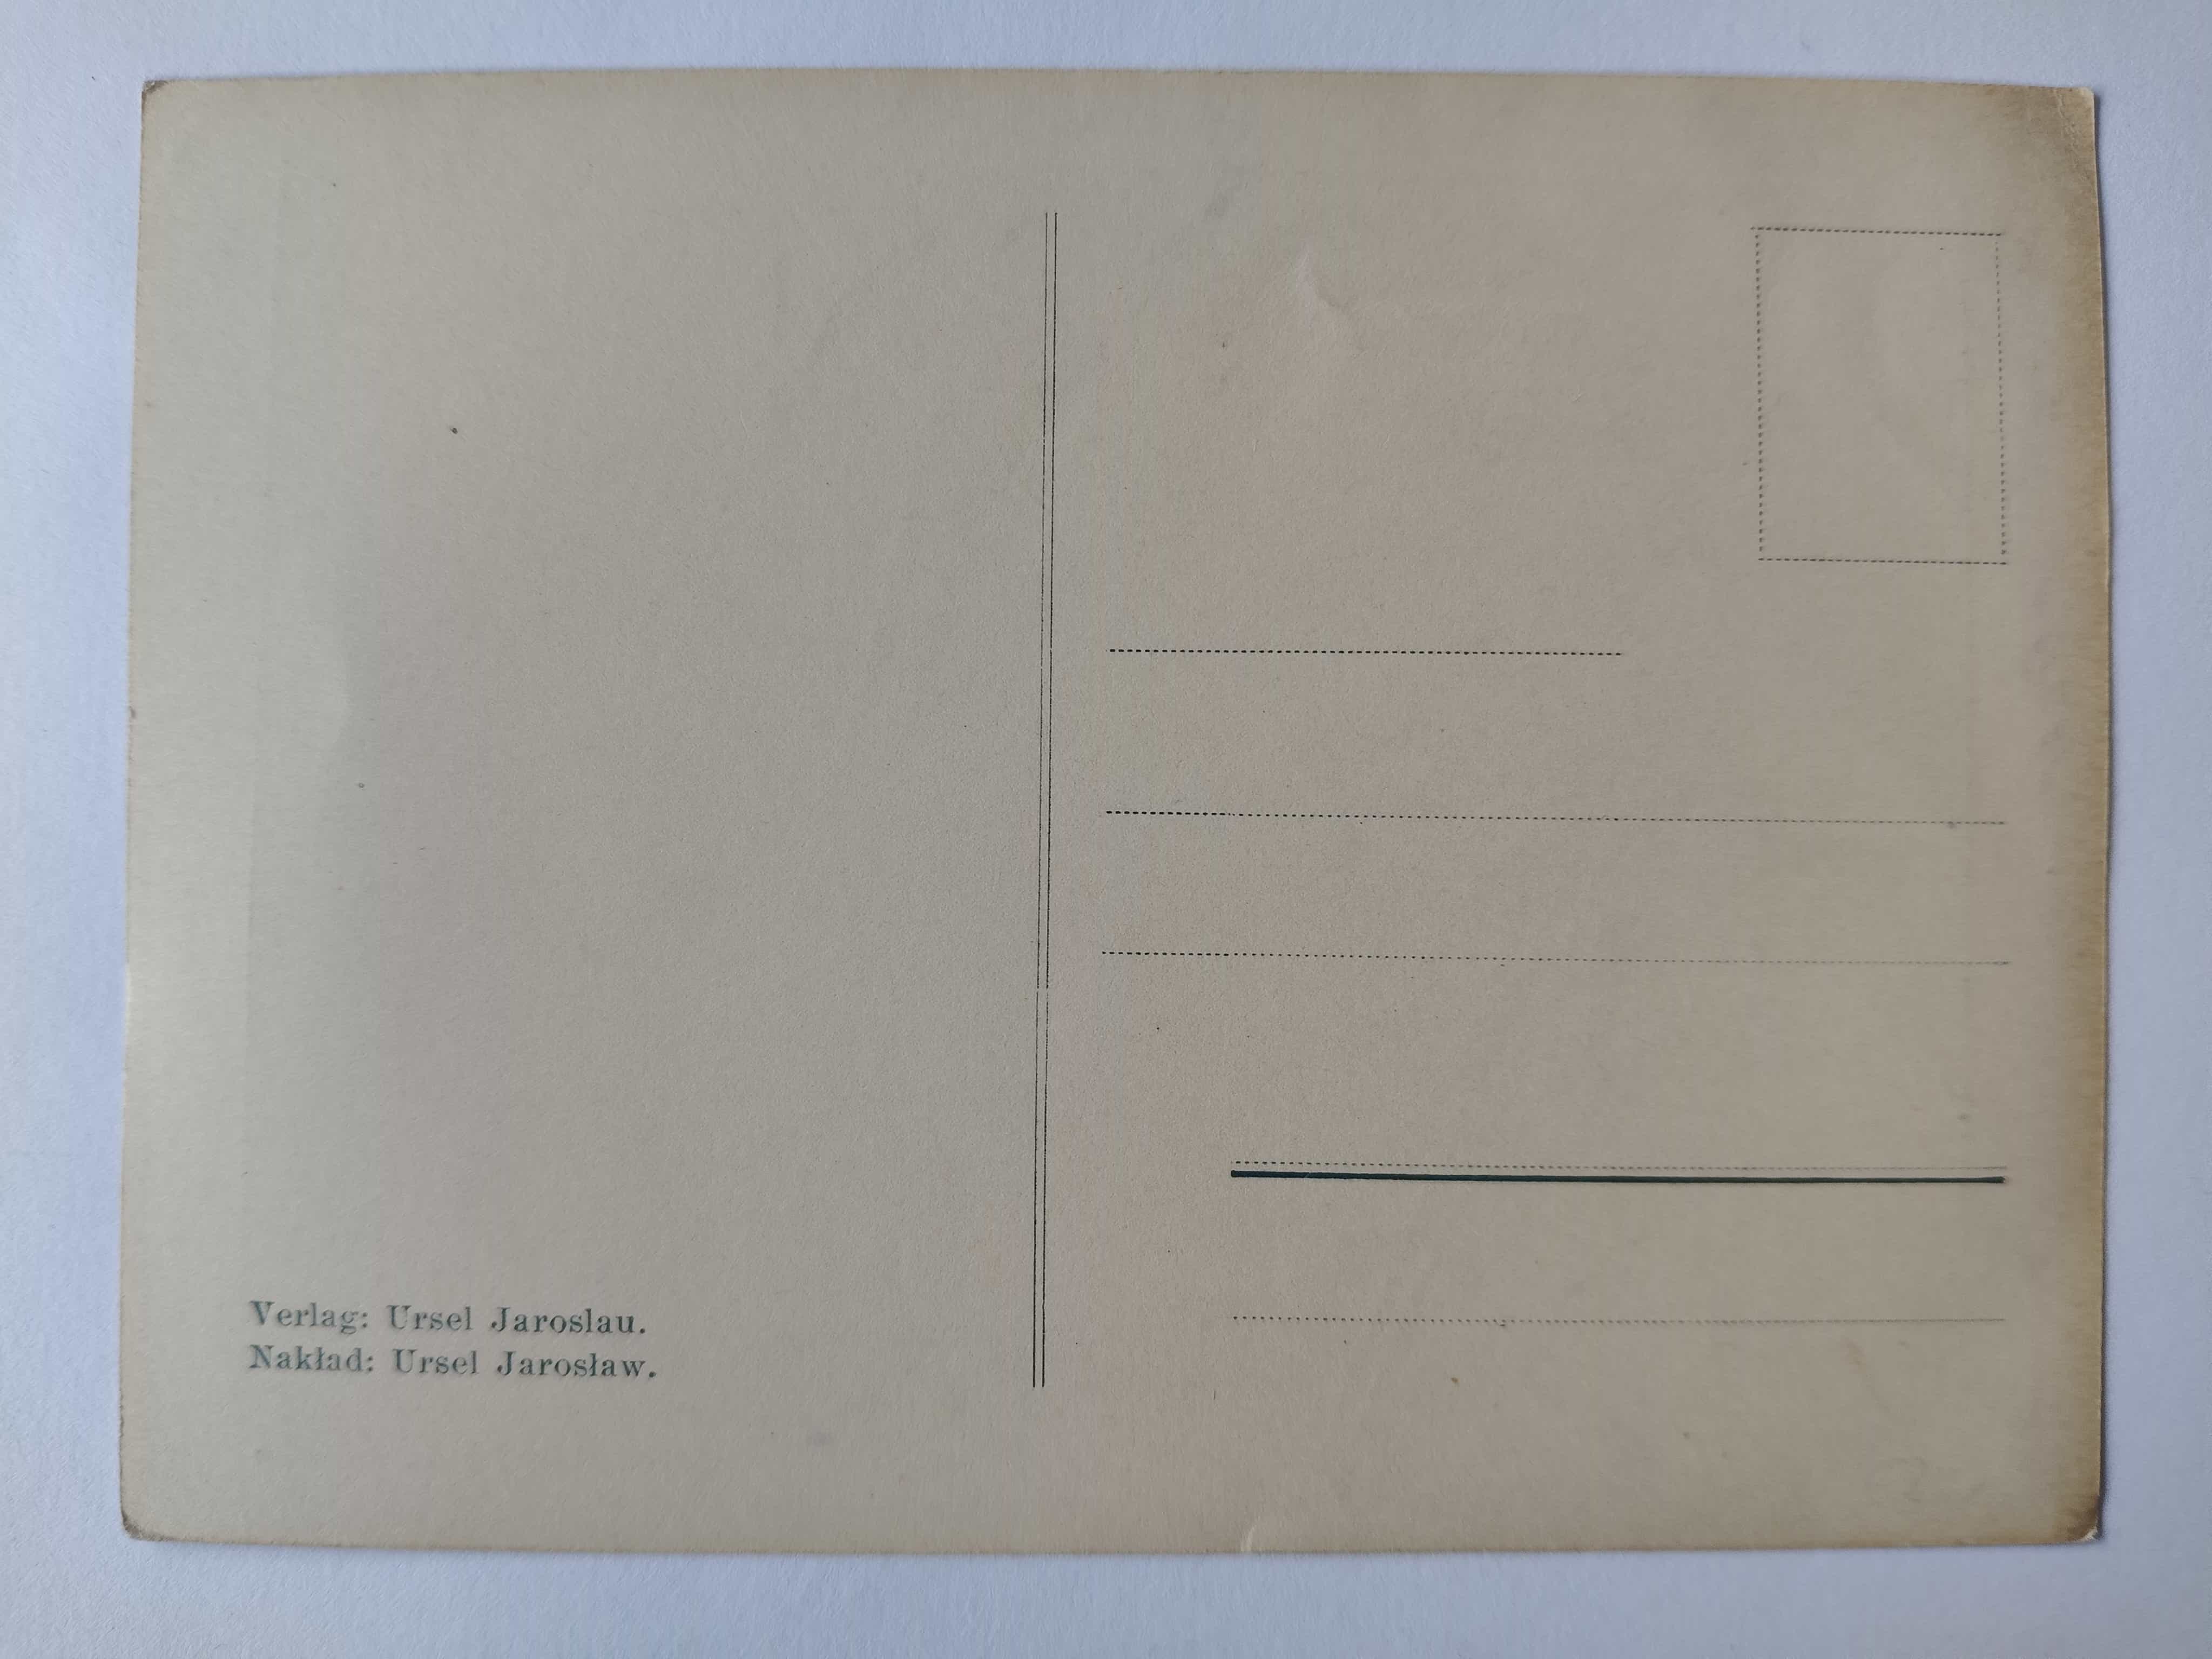 Verlag: Ursel Jaroslau.
Nakład: Ursel Jarosław.